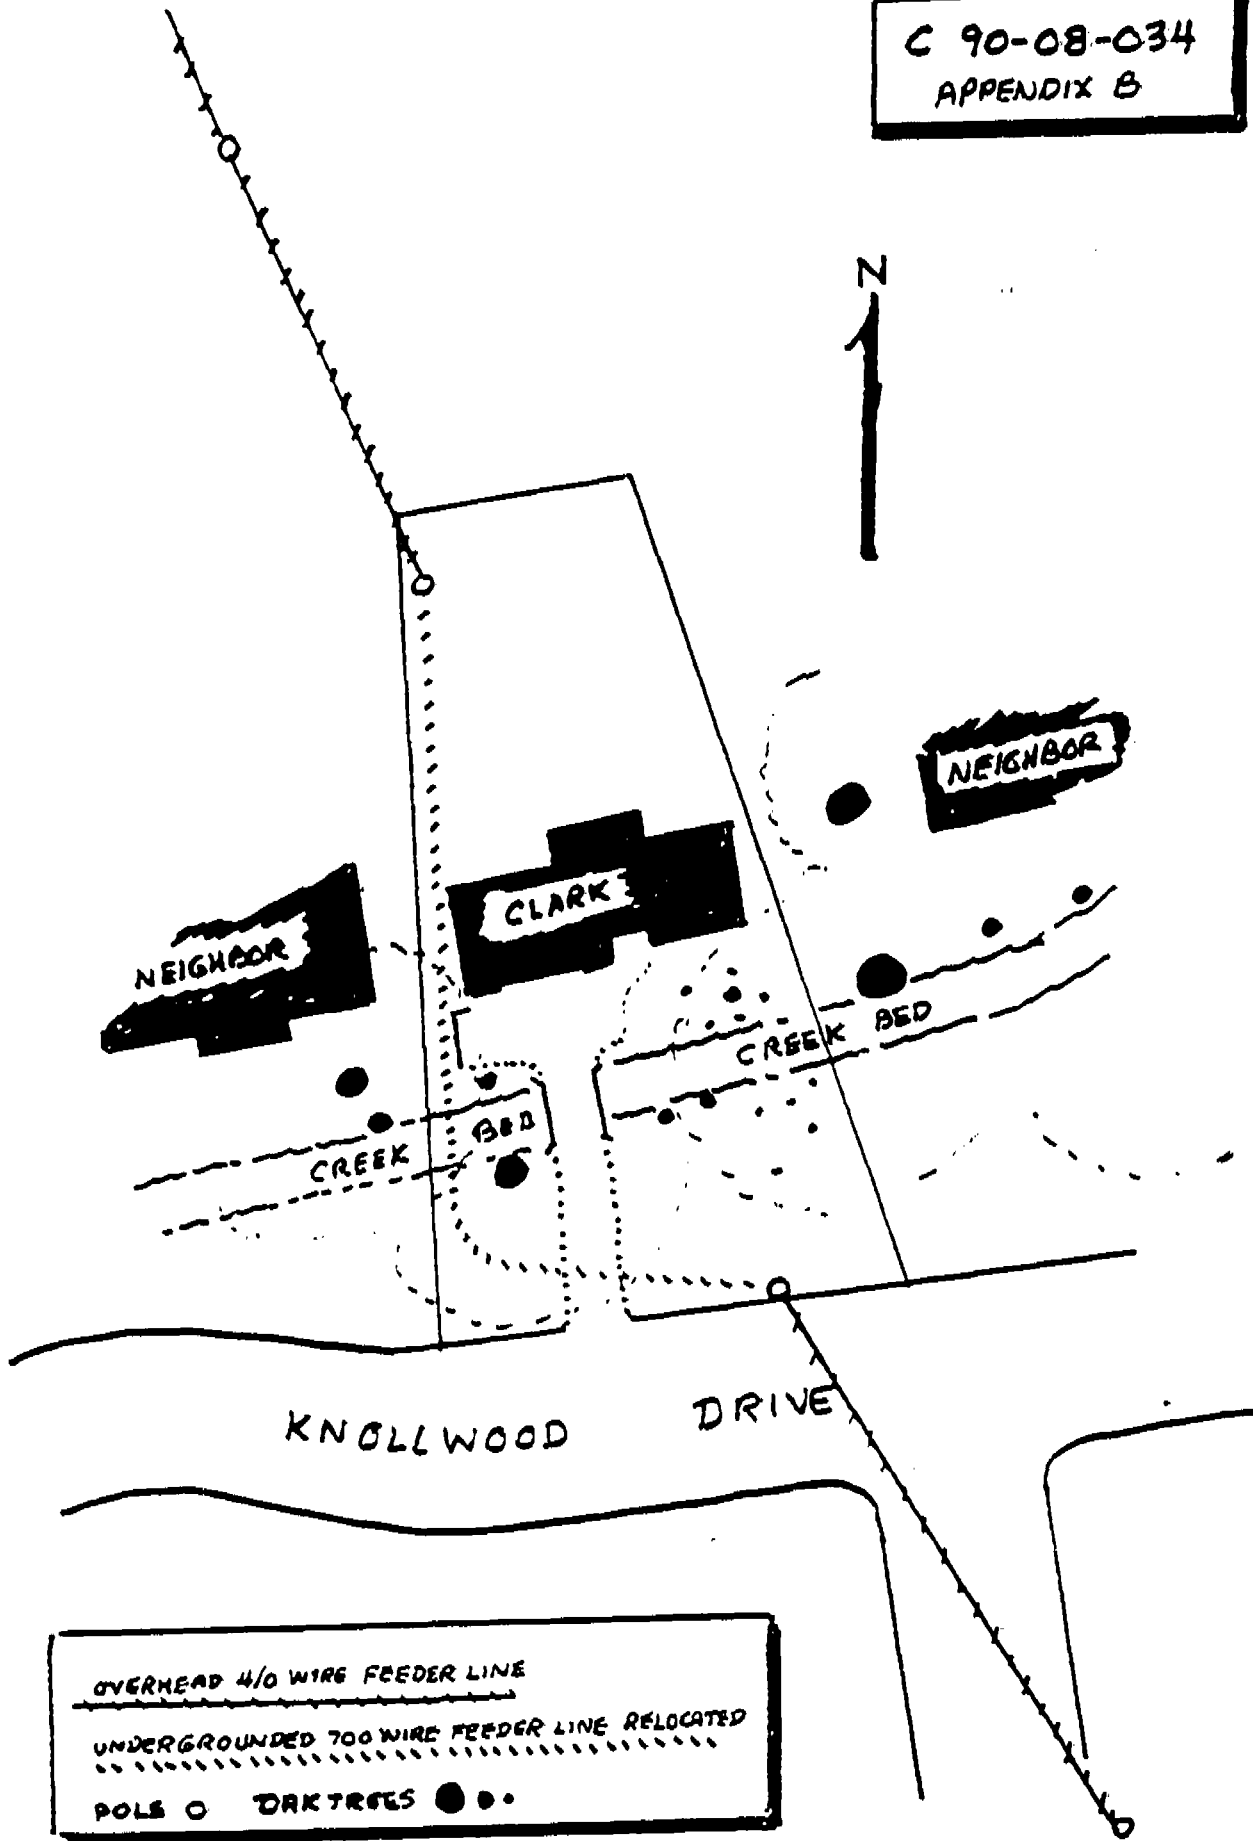 C 90-08-034
APPENDIX B
N
NEIGHBOR
CLARK
NEIGHBOR
CREEK BED
CREEK BED
KNOLLWOOD DRIVE
OVERHEAD 4/0 WIRE FEEDER LINE
UNDERGROUNDED 700 WIRE FEEDER LINE RELOCATED
POLE O OAK TREES